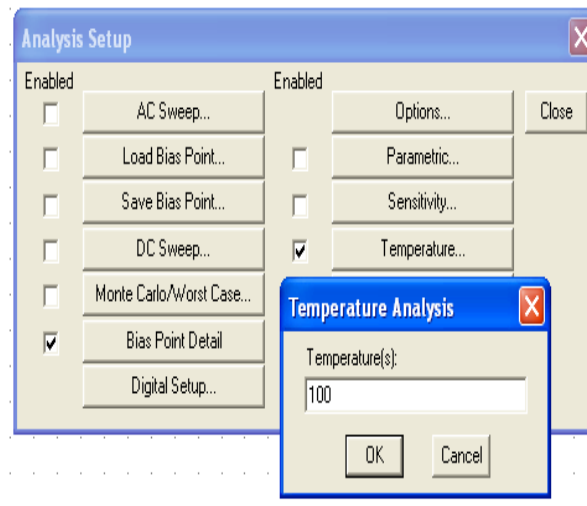 Analysis Setup
Enabled
Enabled
AC Sweep...
Options...
Close
Load Bias Point...
Parametric...
Save Bias Point...
Sensitivity...
DC Sweep...
Temperature...
Monte Carlo/Worst Case...
Bias Point Detail
Digital Setup...
Temperature Analysis
Temperature(s):
100
OK
Cancel